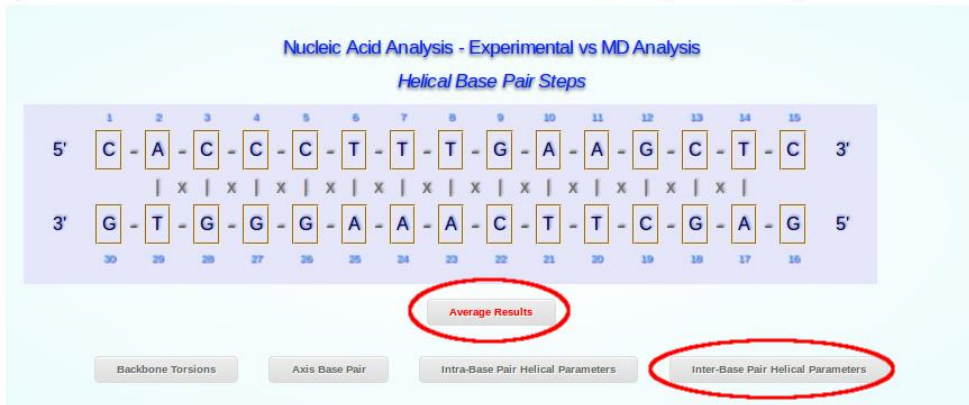 Nucleic Acid Analysis - Experimental vs MD Analysis
Helical Base Pair Steps
1 2 3 4 5 6 7 8 9 10 11 12 13 14 15
5' C - A - C - C - C - T - T - T - G - A - A - G - C - T - C 3'
| x | x | x | x | x | x | x | x | x | x | x | x |
3' G - T - G - G - G - A - A - A - C - T - T - C - G - A - G 5'
30 29 28 27 26 25 24 23 22 21 20 19 18 17 16
Average Results
Backbone Torsions Axis Base Pair Intra-Base Pair Helical Parameters Inter-Base Pair Helical Parameters